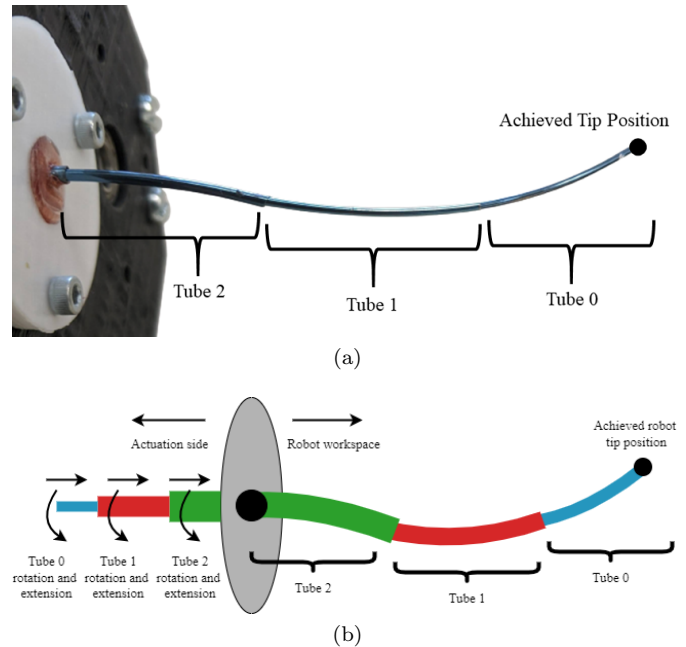 Achieved Tip Position
Tube 2
Tube 1
Tube 0
(a)
Actuation side
Robot workspace
Achieved robot
tip position
Tube 0
rotation and
extension
Tube 1
rotation and
extension
Tube 2
rotation and
extension
Tube 2
Tube 1
Tube 0
(b)